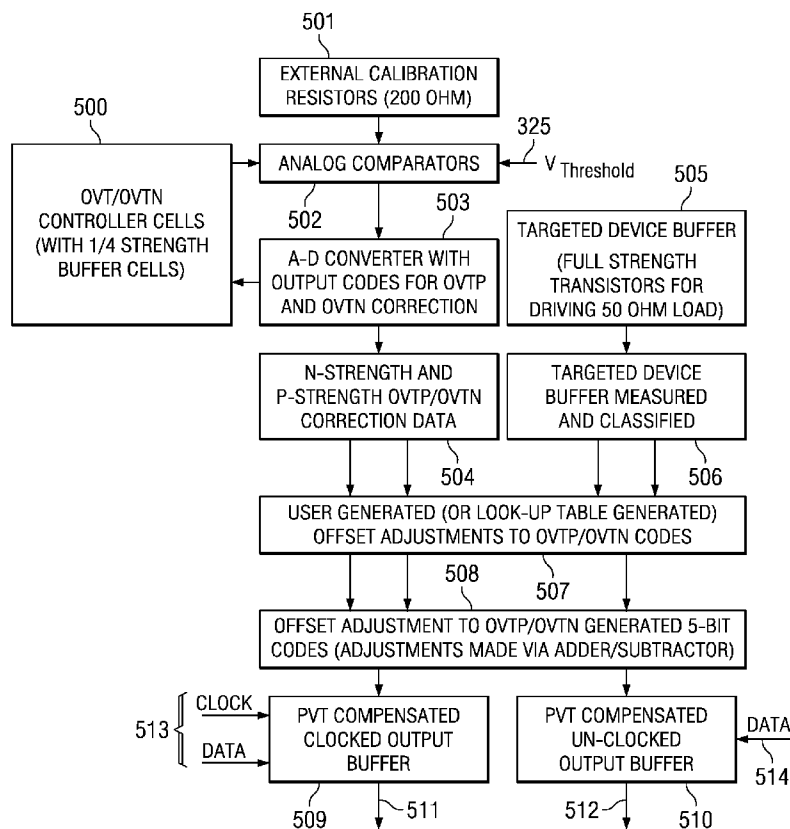 501
EXTERNAL CALIBRATION
RESISTORS (200 OHM)
500
OVT/OVTN
CONTROLLER CELLS
(WITH 1/4 STRENGTH
BUFFER CELLS)
ANALOG COMPARATORS
325
V Threshold
502
503
A-D CONVERTER WITH
OUTPUT CODES FOR OVTP
AND OVTN CORRECTION
505
TARGETED DEVICE BUFFER
(FULL STRENGTH
TRANSISTORS FOR
DRIVING 50 OHM LOAD)
N-STRENGTH AND
P-STRENGTH OVTP/OVTN
CORRECTION DATA
504
TARGETED DEVICE
BUFFER MEASURED
AND CLASSIFIED
506
USER GENERATED (OR LOOK-UP TABLE GENERATED)
OFFSET ADJUSTMENTS TO OVTP/OVTN CODES
507
508
OFFSET ADJUSTMENT TO OVTP/OVTN GENERATED 5-BIT
CODES (ADJUSTMENTS MADE VIA ADDER/SUBTRACTOR)
513
CLOCK
DATA
PVT COMPENSATED
CLOCKED OUTPUT
BUFFER
509
511
PVT COMPENSATED
UN-CLOCKED
OUTPUT BUFFER
DATA
514
512
510